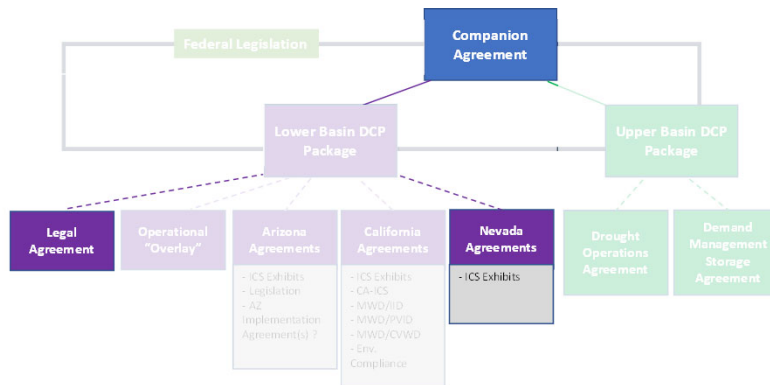 Federal Legislation
Companion
Agreement
Lower Basin DCP
Package
Upper Basin DCP
Package
Legal
Agreement
Operational
"Overlay"
Arizona
Agreements
- ICS Exhibits
- Legislation
- AZ
Implementation
Agreement(s) ?
California
Agreements
- ICS Exhibits
- CA-ICS
- MWD/IID
- MWD/PVID
- MWD/CVWD
- Env.
Compliance
Nevada
Agreements
- ICS Exhibits
Drought
Operations
Agreement
Demand
Management
Storage
Agreement